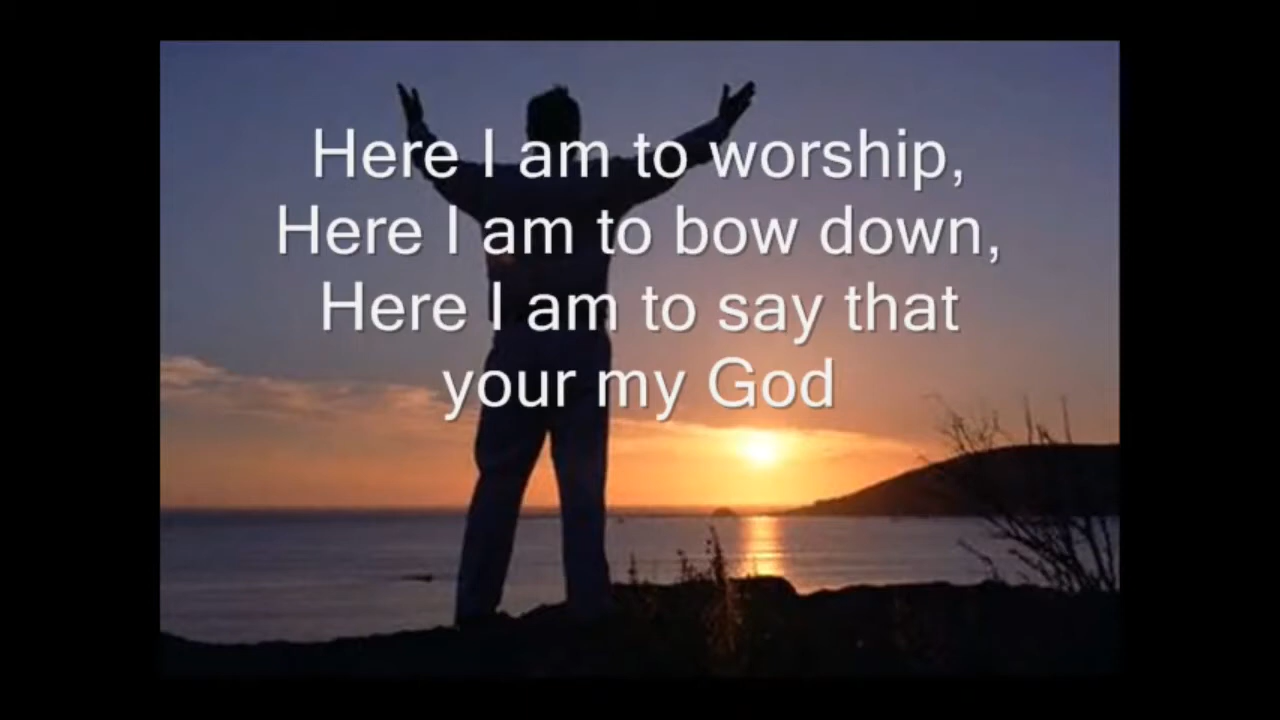 Here I am to worship,
Here I am to bow down,
Here I am to say that
your my God